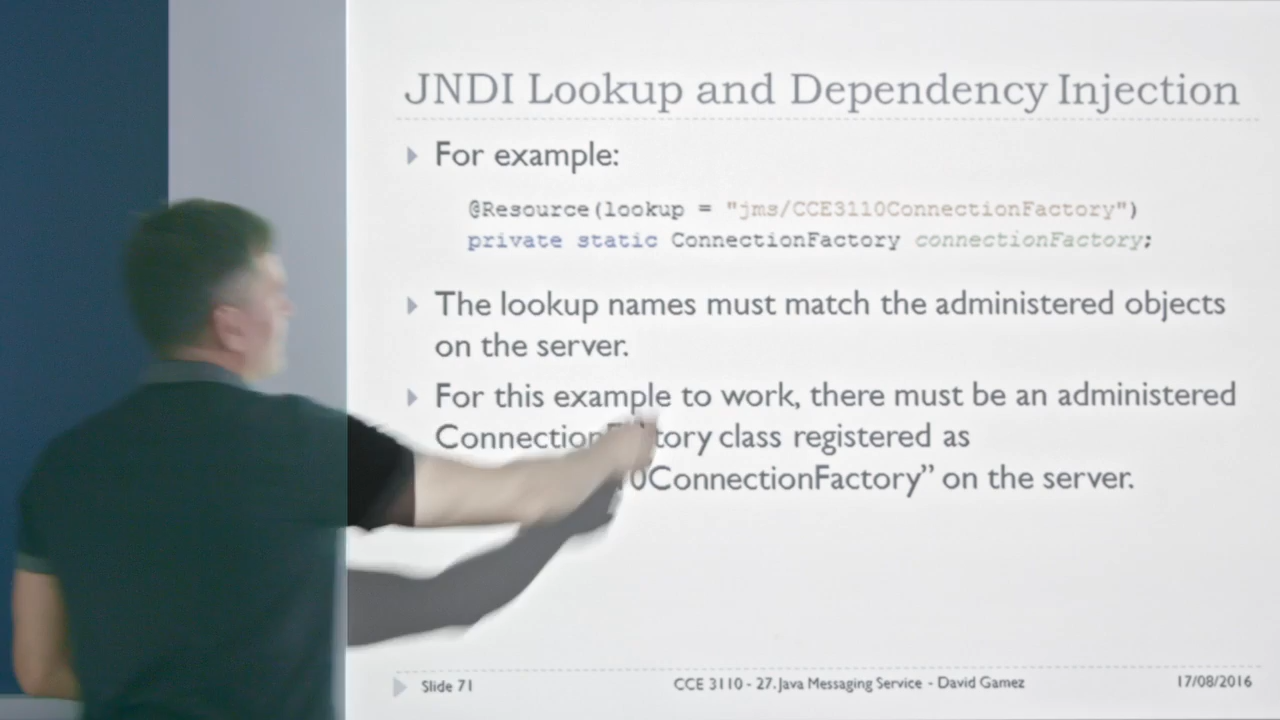 JNDI Lookup and Dependency Injection
For example:
@Resource(lookup = "jms/CCE3110ConnectionFactory")
private static ConnectionFactory connectionFactory;
The lookup names must match the administered objects
on the server.
For this example to work, there must be an administered
class registered as
0ConnectionFactory” on the server.
Slide 71
CCE 3110 - 27. Java Messaging Service - David Gamez
17/08/2016